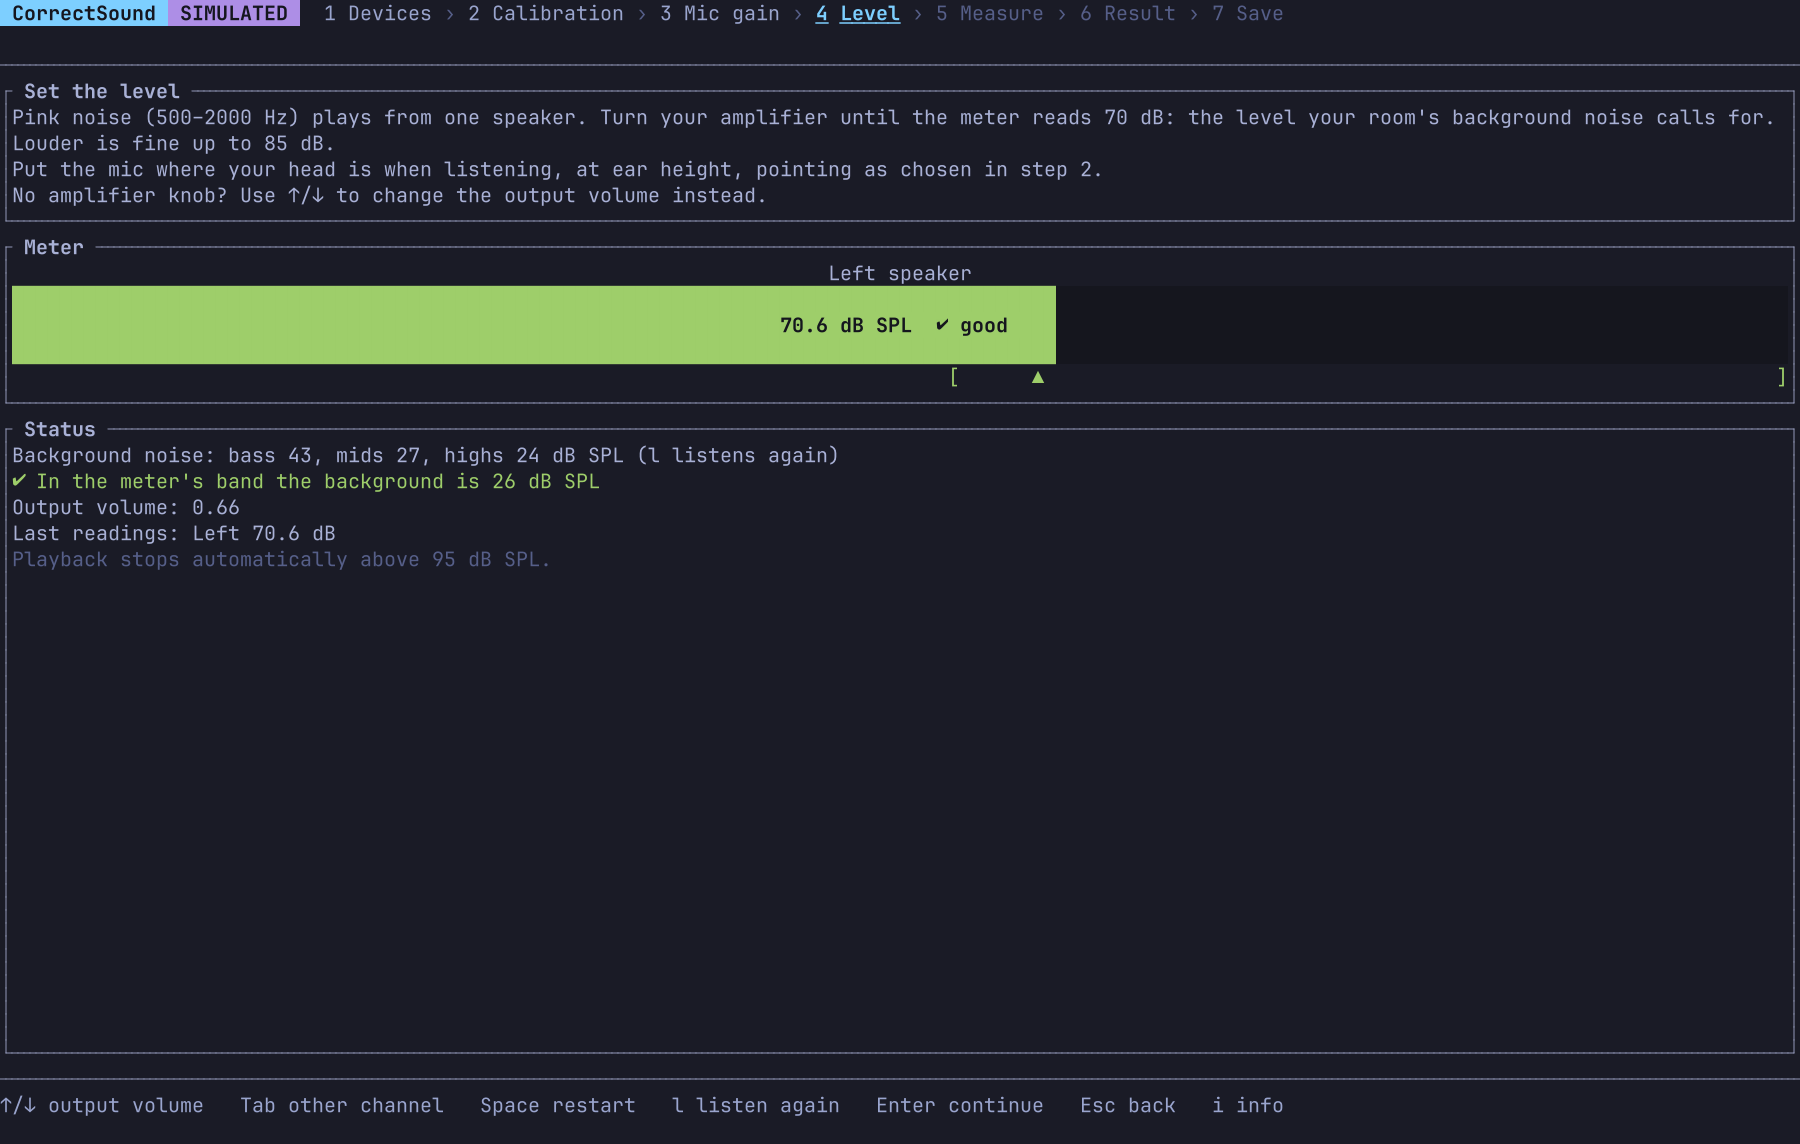 CorrectSound SIMULATED 1 Devices › 2 Calibration › 3 Mic gain › 4 Level › 5 Measure › 6 Result › 7 Save
Set the level
Pink noise (500–2000 Hz) plays from one speaker. Turn your amplifier until the meter reads 70 dB: the level your room's background noise calls for.
Louder is fine up to 85 dB.
Put the mic where your head is when listening, at ear height, pointing as chosen in step 2.
No amplifier knob? Use ↑/↓ to change the output volume instead.
Meter
Left speaker
70.6 dB SPL ✔ good
[ ▲ ]
Status
Background noise: bass 43, mids 27, highs 24 dB SPL (l listens again)
✔ In the meter's band the background is 26 dB SPL
Output volume: 0.66
Last readings: Left 70.6 dB
Playback stops automatically above 95 dB SPL.
↑/↓ output volume Tab other channel Space restart l listen again Enter continue Esc back i info